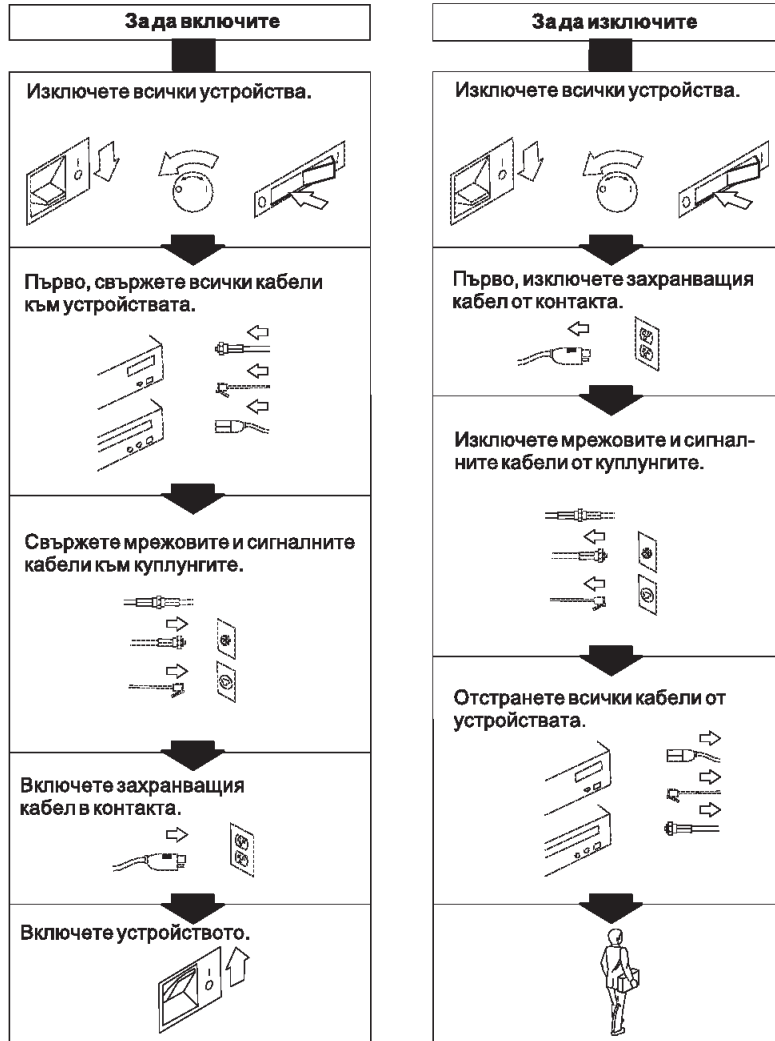 За да включите
Изключете всички устройства.
Първо, свържете всички кабели
към устройствата.
Свържете мрежовите и сигналните
кабели към куплунгите.
Включете захранващия
кабел в контакта.
Включете устройството.
За да изключите
Изключете всички устройства.
Първо, изключете захранващия
кабел от контакта.
Изключете мрежовите и сигнал-
ните кабели от куплунгите.
Отстранете всички кабели от
устройствата.